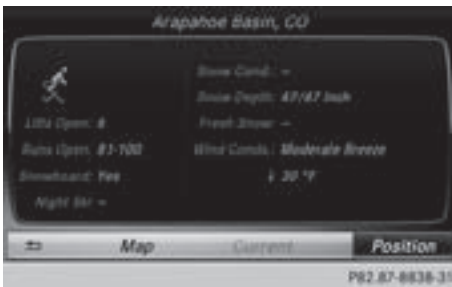 Arapahoe Basin, CO
Snow Cond.: –
Snow Depth: 47/47 Inch
Lifts Open: 6
Fresh Snow: –
Runs Open: 81-100
Wind Conds.: Moderate Breeze
Snowboard: Yes
30 °F
Night Ski: –
Map
Current
Position
P82.87-8838-31